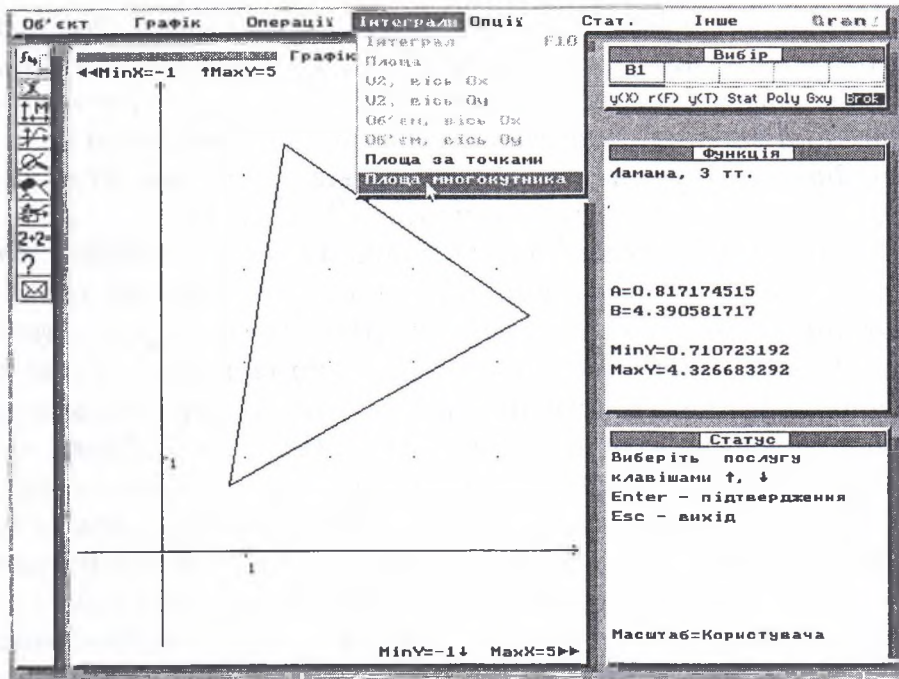 Об'єкт Графік Операції Інтеграли Опції Стат. Інше Gran1
Інтеграл F10
Площа
V2, вісь Ox
V2, вісь Oy
Об'єм, вісь Ox
Об'єм, вісь Oy
Площа за точками
Площа многокутника
Графік
◄◄MinX=-1 ↑MaxY=5
2+2=
?
1
1
MinY=-1↓ MaxX=5►►
Вибір
B1
y(X) r(F) y(T) Stat Poly Gxy Brok
Функція
Ламана, 3 тт.
A=0.817174515
B=4.390581717
MinY=0.710723192
MaxY=4.326683292
Статус
Виберіть послугу
клавішами ↑, ↓
Enter - підтвердження
Esc - вихід
Масштаб=Користувача